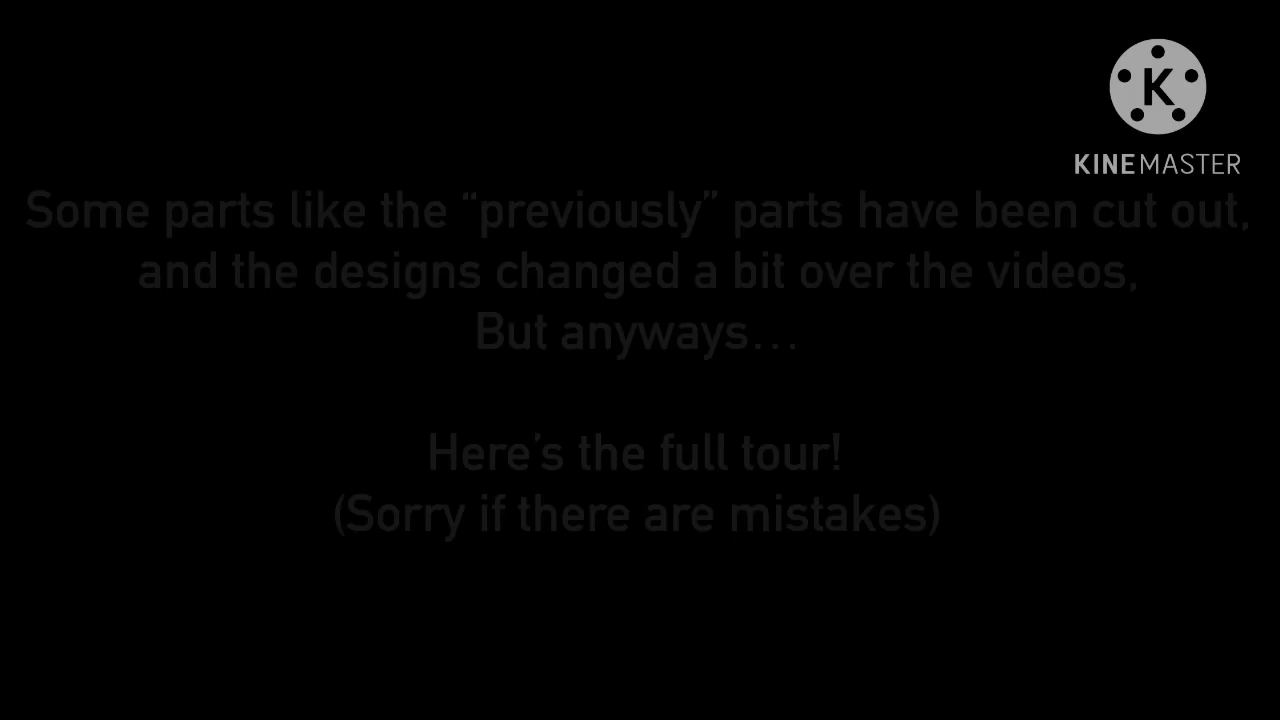 K
KINEMASTER
Some parts like the “previously” parts have been cut out,
and the designs changed a bit over the videos,
But anyways...
Here’s the full tour!
(Sorry if there are mistakes)